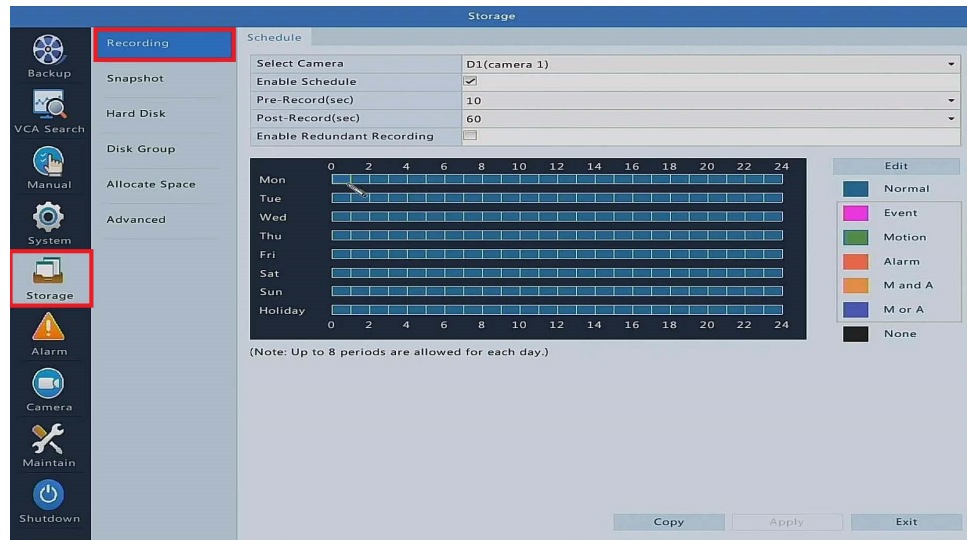 Storage
Backup
VCA Search
Manual
System
Storage
Alarm
Camera
Maintain
Shutdown
Recording
Snapshot
Hard Disk
Disk Group
Allocate Space
Advanced
Schedule
Select Camera D1(camera 1)
Enable Schedule
Pre-Record(sec) 10
Post-Record(sec) 60
Enable Redundant Recording
0 2 4 6 8 10 12 14 16 18 20 22 24
Mon
Tue
Wed
Thu
Fri
Sat
Sun
Holiday
0 2 4 6 8 10 12 14 16 18 20 22 24
Edit
Normal
Event
Motion
Alarm
M and A
M or A
None
(Note: Up to 8 periods are allowed for each day.)
Copy Apply Exit